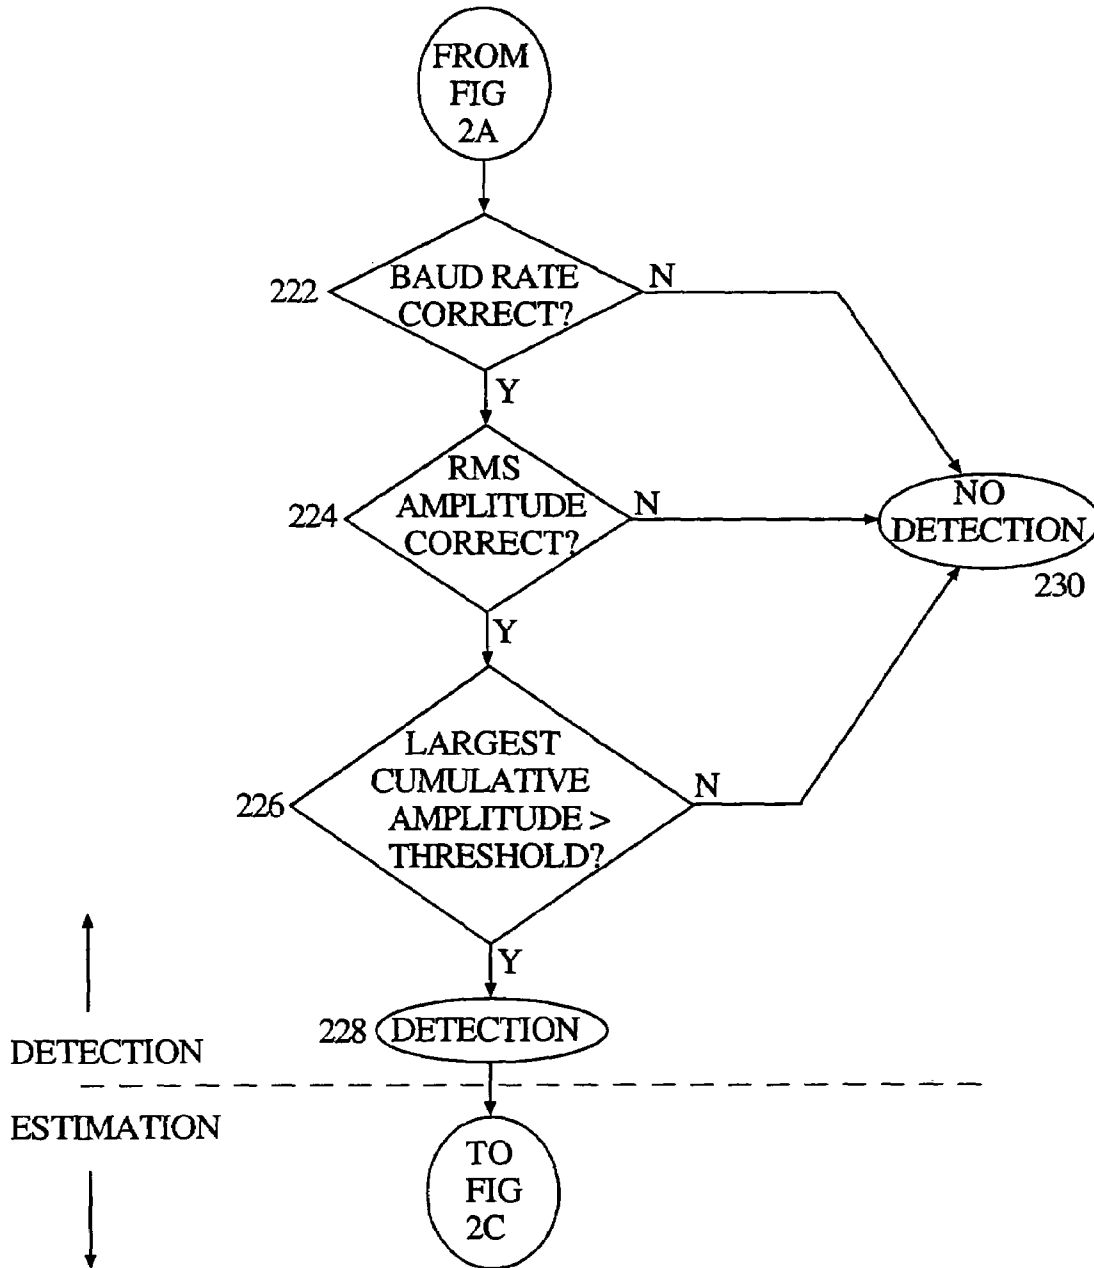 FROM
FIG
2A
222
BAUD RATE
CORRECT?
N
Y
224
RMS
AMPLITUDE
CORRECT?
N
NO
DETECTION
230
Y
226
LARGEST
CUMULATIVE
AMPLITUDE >
THRESHOLD?
N
Y
228
DETECTION
DETECTION
ESTIMATION
TO
FIG
2C